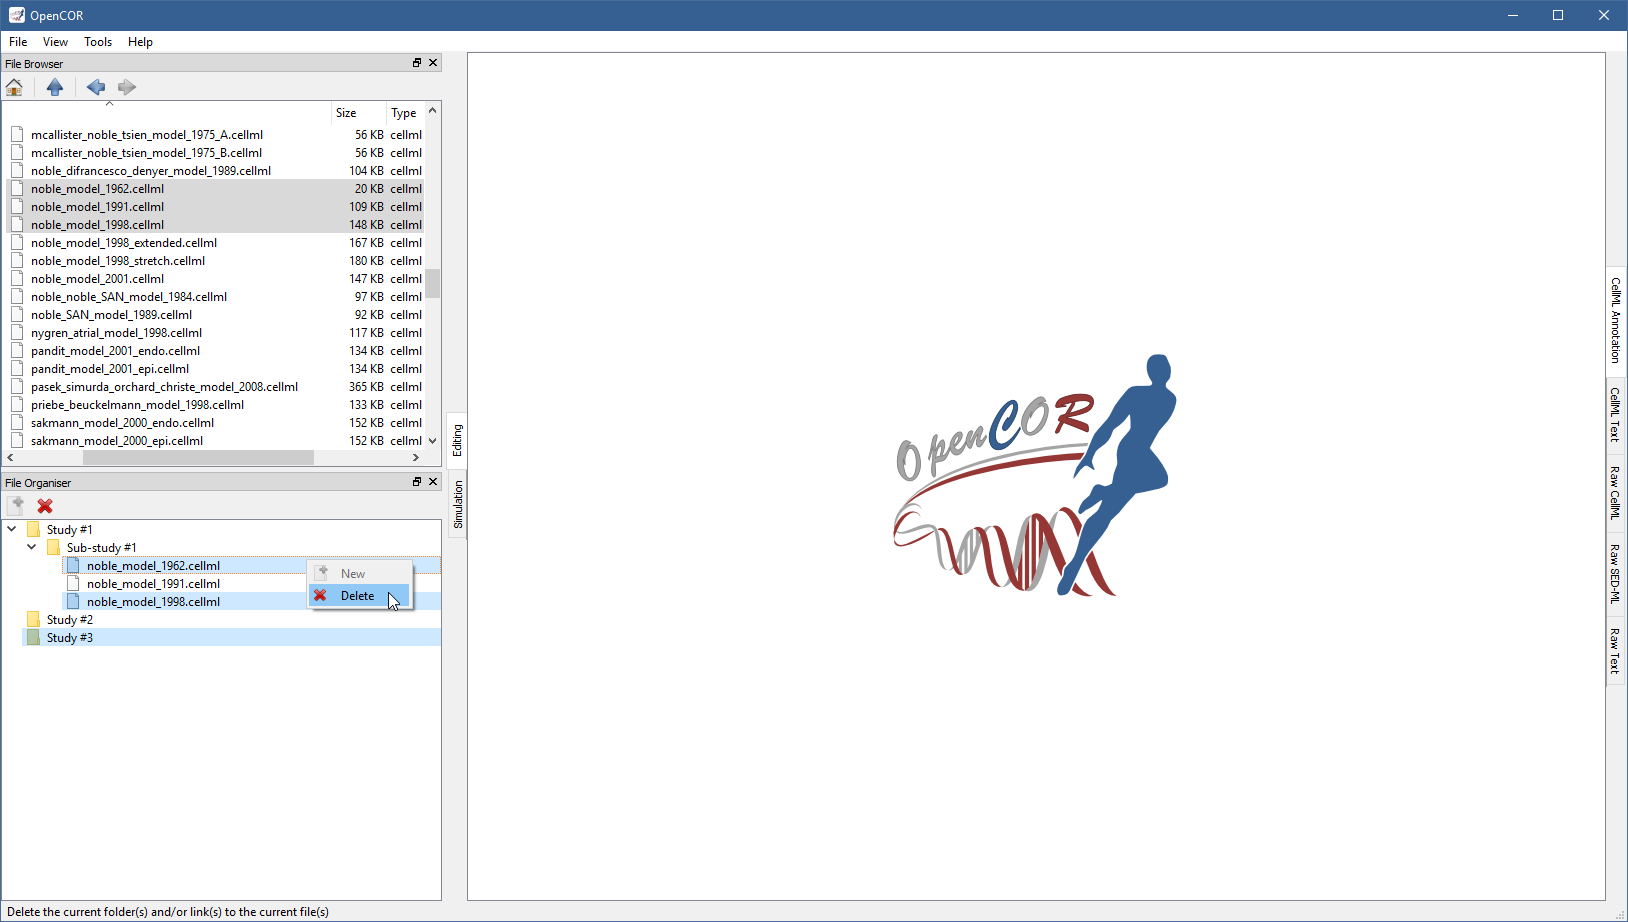 OpenCOR
File View Tools Help
File Browser
Size Type
mcallister_noble_tsien_model_1975_A.cellml 56 KB cellml
mcallister_noble_tsien_model_1975_B.cellml 56 KB cellml
noble_difrancesco_denyer_model_1989.cellml 104 KB cellml
noble_model_1962.cellml 20 KB cellml
noble_model_1991.cellml 109 KB cellml
noble_model_1998.cellml 148 KB cellml
noble_model_1998_extended.cellml 167 KB cellml
noble_model_1998_stretch.cellml 180 KB cellml
noble_model_2001.cellml 147 KB cellml
noble_noble_SAN_model_1984.cellml 97 KB cellml
noble_SAN_model_1989.cellml 92 KB cellml
nygren_atrial_model_1998.cellml 117 KB cellml
pandit_model_2001_endo.cellml 134 KB cellml
pandit_model_2001_epi.cellml 134 KB cellml
pasek_simurda_orchard_christe_model_2008.cellml 365 KB cellml
priebe_beuckelmann_model_1998.cellml 133 KB cellml
sakmann_model_2000_endo.cellml 152 KB cellml
sakmann_model_2000_epi.cellml 152 KB cellml
File Organiser
Study #1
Sub-study #1
noble_model_1962.cellml
noble_model_1991.cellml
noble_model_1998.cellml
Study #2
Study #3
New
Delete
Editing
Simulation
OpenCOR
CellML Annotation
CellML Text
Raw CellML
Raw SED-ML
Raw Text
Delete the current folder(s) and/or link(s) to the current file(s)